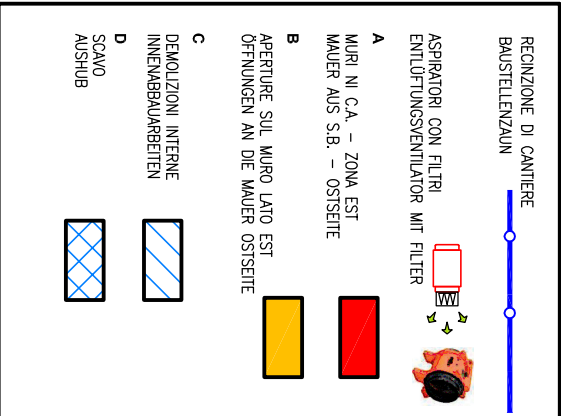 RECINZIONE DI CANTIERE
BAUSTELLENZAUN
ASPIRATORI CON FILTRI
ENTLÜFTUNGSVENTILATOR MIT FILTER
A
MURI NI C.A. – ZONA EST
MAUER AUS S.B. – OSTSEITE
B
APERTURE SUL MURO LATO EST
ÖFFNUNGEN AN DIE MAUER OSTSEITE
C
DEMOLIZIONI INTERNE
INNENABBAUARBEITEN
D
SCAVO
AUSHUB